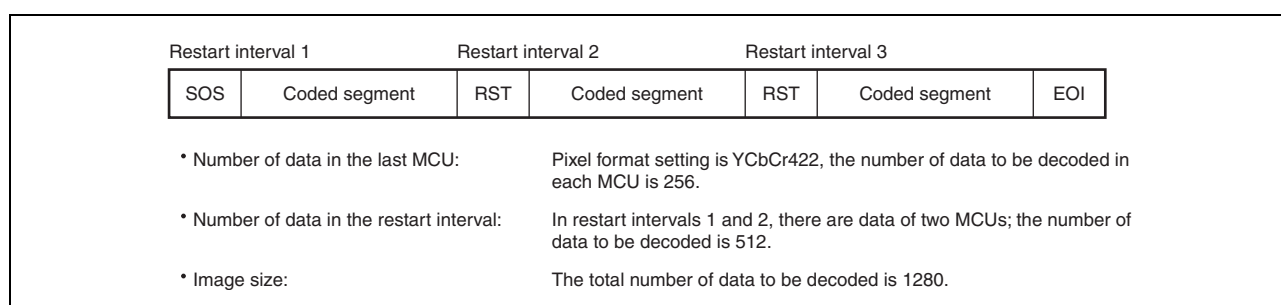 Restart interval 1 Restart interval 2 Restart interval 3
SOS Coded segment RST Coded segment RST Coded segment EOI
• Number of data in the last MCU: Pixel format setting is YCbCr422, the number of data to be decoded in
each MCU is 256.
• Number of data in the restart interval: In restart intervals 1 and 2, there are data of two MCUs; the number of
data to be decoded is 512.
• Image size: The total number of data to be decoded is 1280.